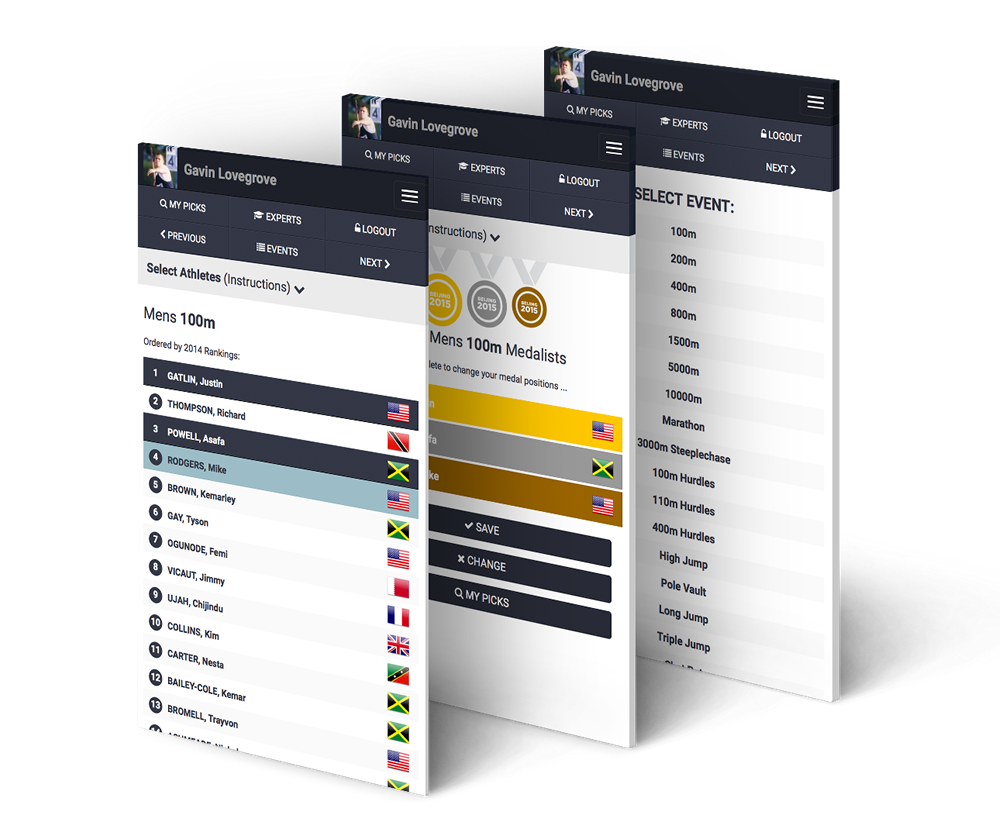 Gavin Lovegrove
MY PICKS
EXPERTS
LOGOUT
PREVIOUS
EVENTS
NEXT
Select Athletes (Instructions)
Mens 100m
Ordered by 2014 Rankings:
1 GATLIN, Justin
2 THOMPSON, Richard
3 POWELL, Asafa
4 RODGERS, Mike
5 BROWN, Kemarley
6 GAY, Tyson
7 OGUNODE, Femi
8 VICAUT, Jimmy
9 UJAH, Chijindu
10 COLLINS, Kim
11 CARTER, Nesta
12 BAILEY-COLE, Kemar
13 BROMELL, Trayvon
Gavin Lovegrove
MY PICKS
EXPERTS
LOGOUT
EVENTS
NEXT
nstructions)
BEIJING
2015
BEIJING
2015
BEIJING
2015
Mens 100m Medalists
lete to change your medal positions ...
SAVE
CHANGE
MY PICKS
4
Gavin Lovegrove
MY PICKS
EXPERTS
LOGOUT
EVENTS
NEXT
SELECT EVENT:
100m
200m
400m
800m
1500m
5000m
10000m
Marathon
3000m Steeplechase
100m Hurdles
110m Hurdles
400m Hurdles
High Jump
Pole Vault
Long Jump
Triple Jump